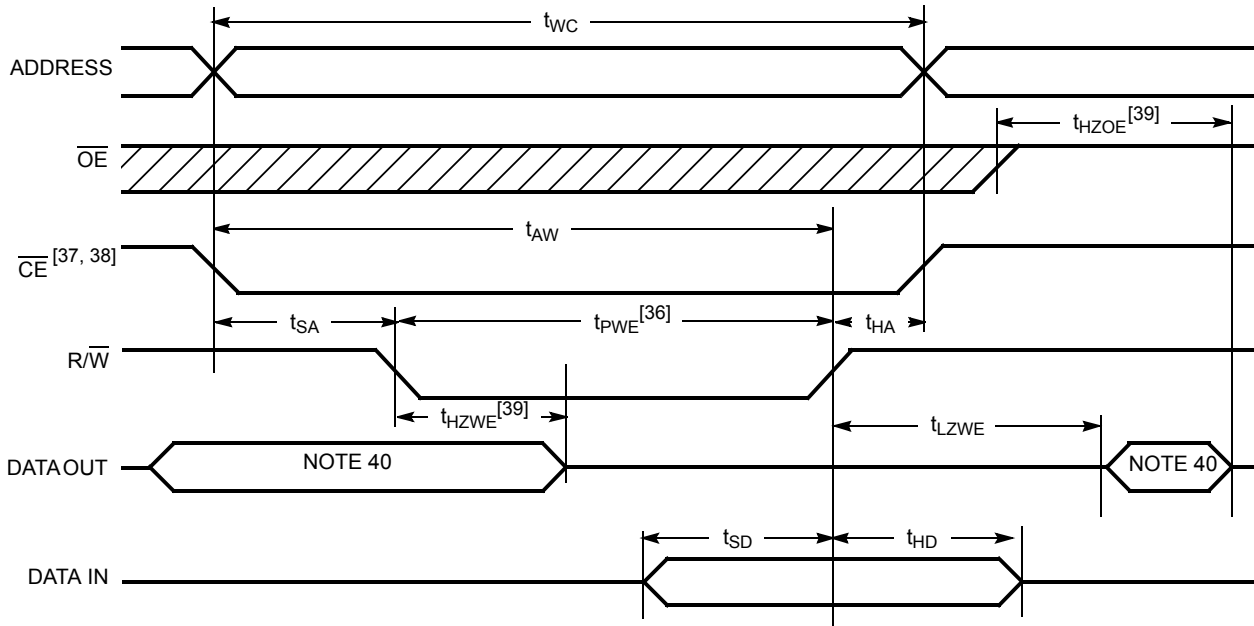 tWC
ADDRESS
tHZOE[39]
OE
tAW
CE [37, 38]
tSA
tPWE[36]
tHA
R/W
tHZWE[39]
tLZWE
DATA OUT
NOTE 40
NOTE 40
tSD
tHD
DATA IN